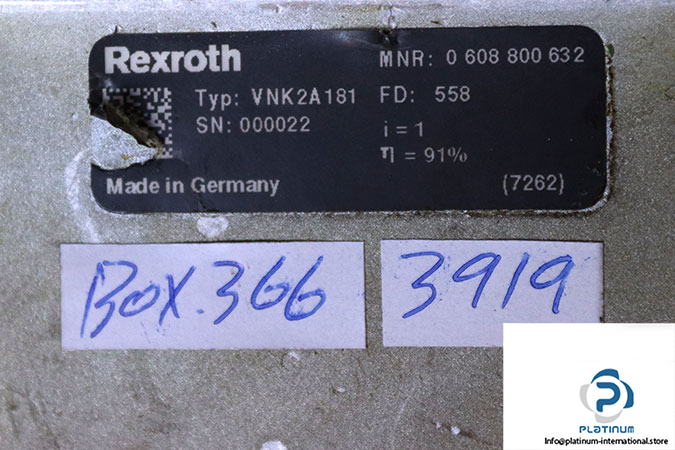 Rexroth
MNR: 0 608 800 632
Typ: VNK2A181 FD: 558
SN: 000022
i = 1
η = 91%
Made in Germany (7262)
BOX.366
3919
PLATINUM
Info@platinum-international.store